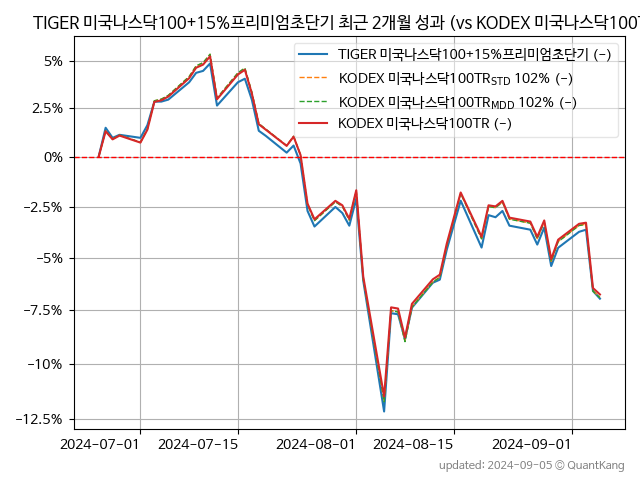 TIGER 미국나스닥100+15%프리미엄초단기 최근 2개월 성과 (vs KODEX 미국나스닥100T
TIGER 미국나스닥100+15%프리미엄초단기 (-)
KODEX 미국나스닥100TR_STD 102% (-)
KODEX 미국나스닥100TR_MDD 102% (-)
KODEX 미국나스닥100TR (-)
5%
2.5%
0%
−2.5%
−5%
−7.5%
−10%
−12.5%
2024-07-01 2024-07-15 2024-08-01 2024-08-15 2024-09-01
updated: 2024-09-05 © QuantKang